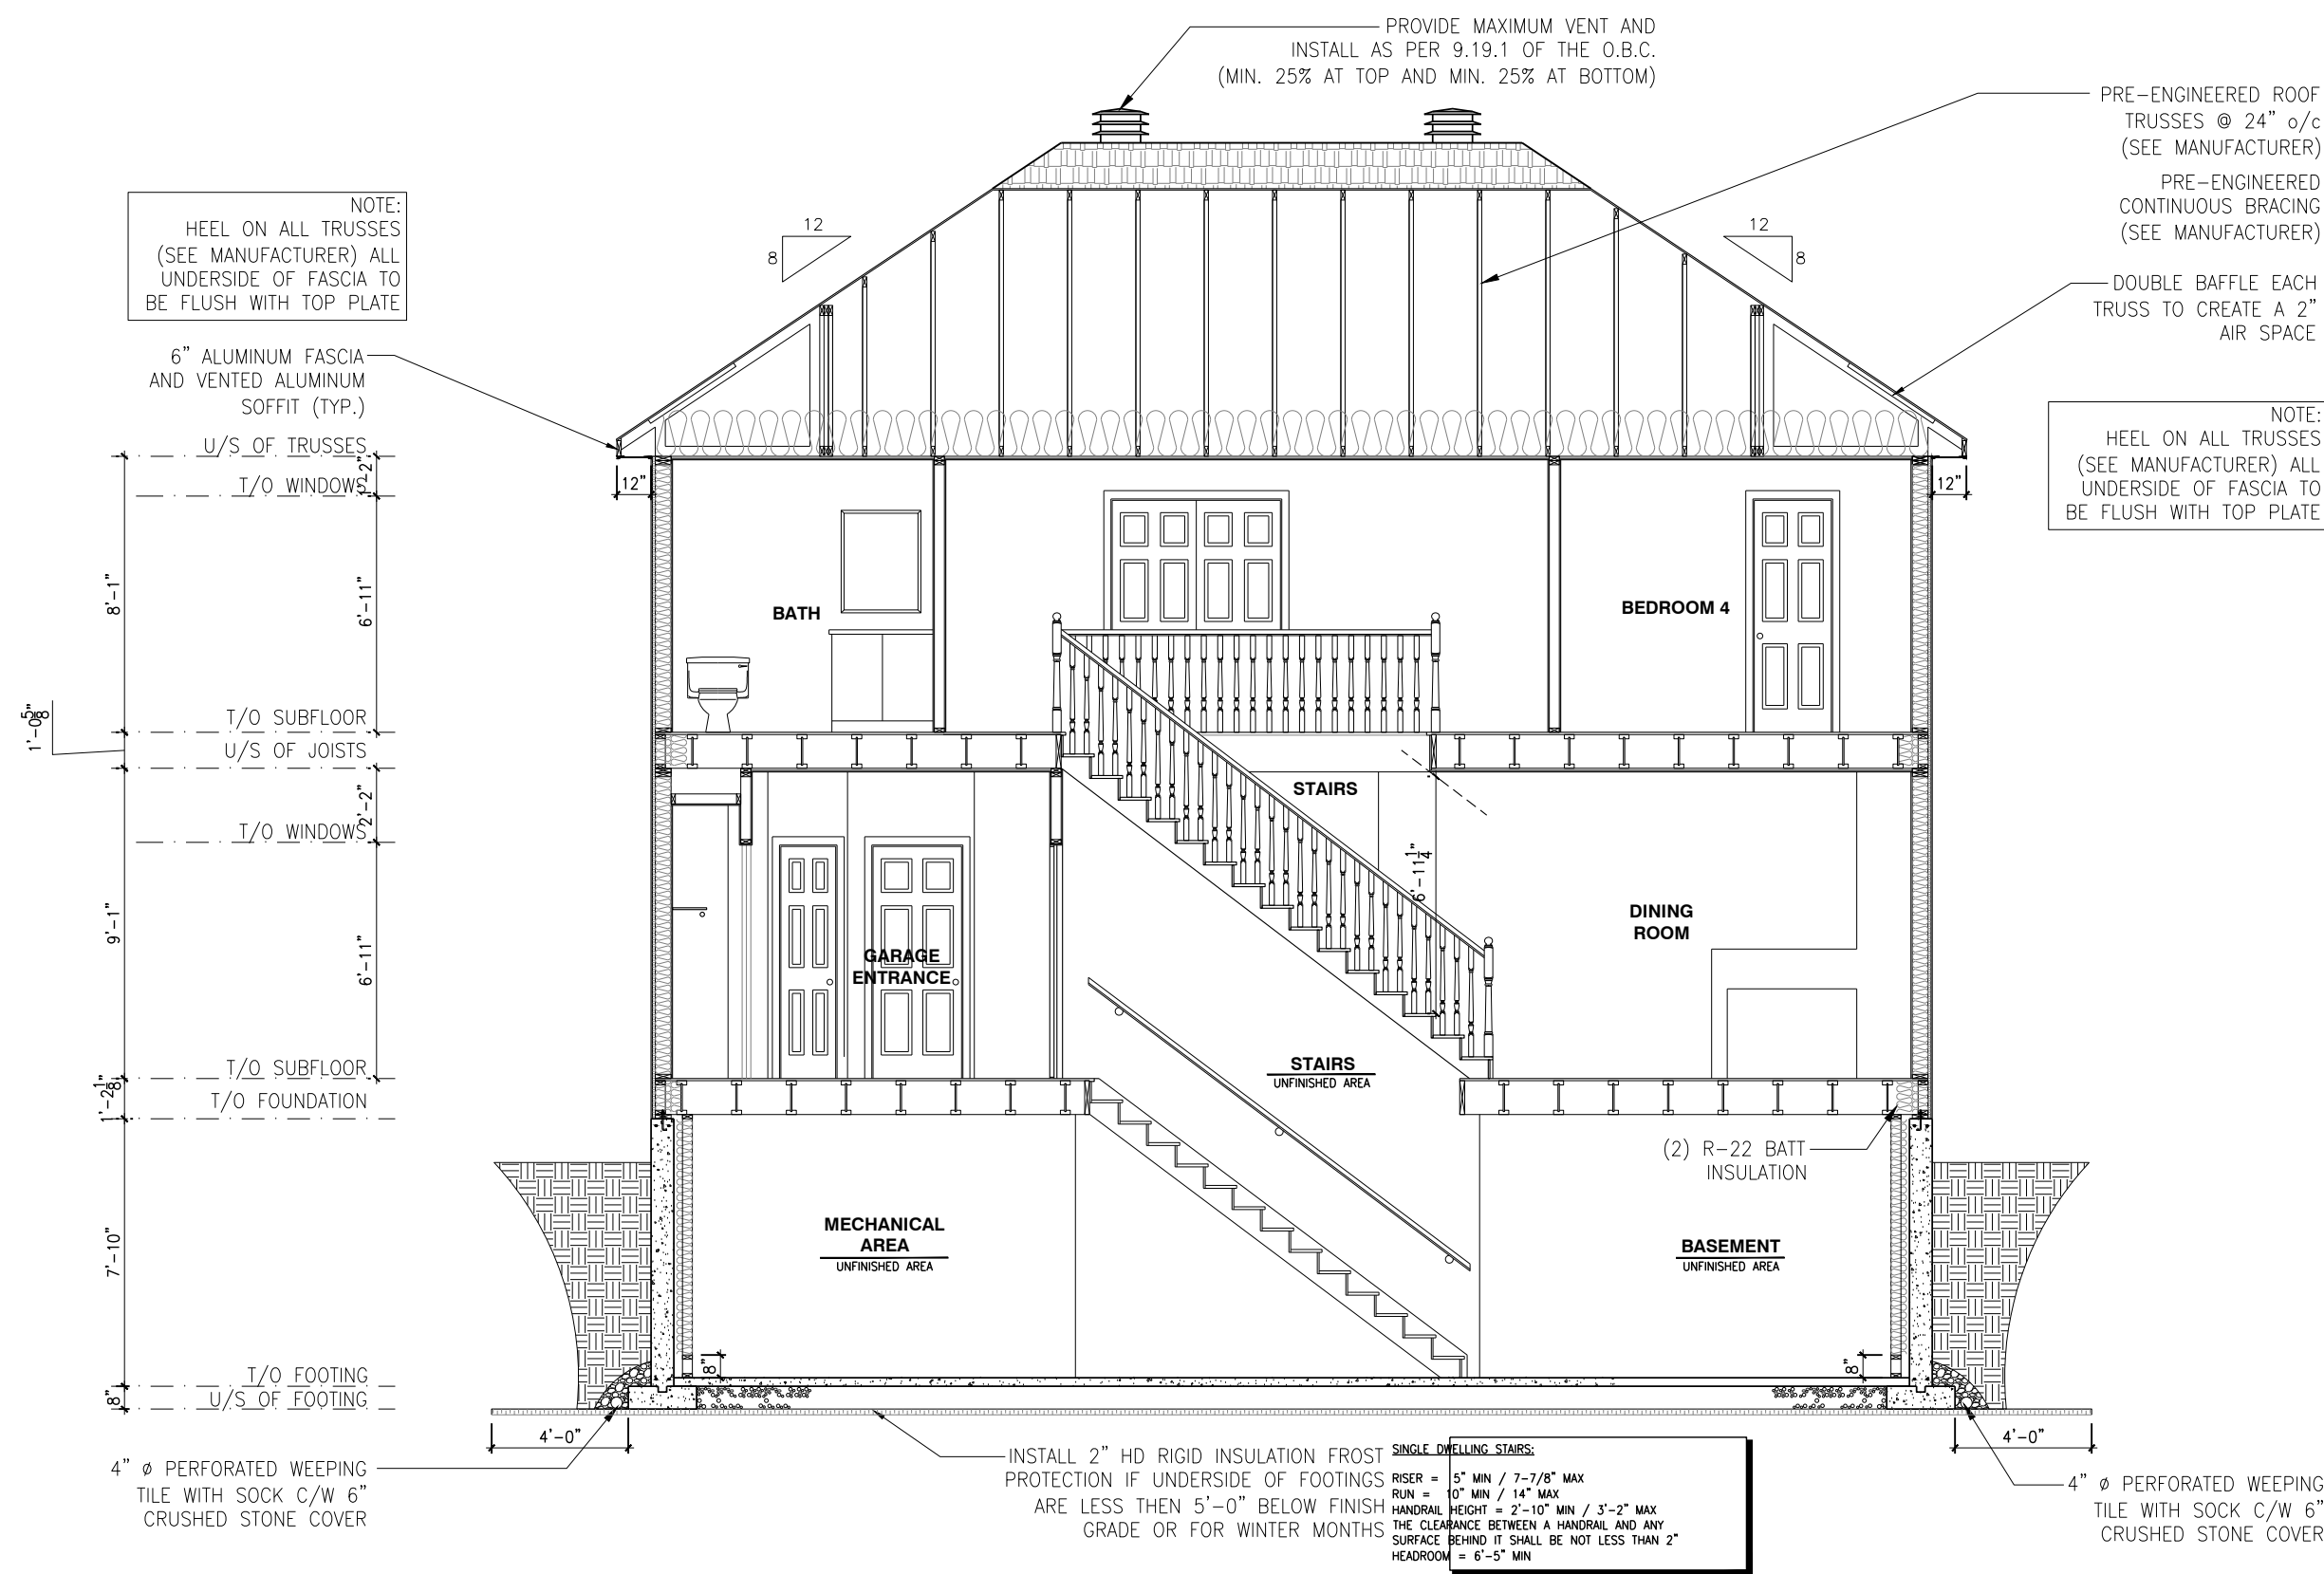 PROVIDE MAXIMUM VENT AND
INSTALL AS PER 9.19.1 OF THE O.B.C.
(MIN. 25% AT TOP AND MIN. 25% AT BOTTOM)
PRE-ENGINEERED ROOF
TRUSSES @ 24" o/c
(SEE MANUFACTURER)
PRE-ENGINEERED
CONTINUOUS BRACING
(SEE MANUFACTURER)
DOUBLE BAFFLE EACH
TRUSS TO CREATE A 2"
AIR SPACE
NOTE:
HEEL ON ALL TRUSSES
(SEE MANUFACTURER) ALL
UNDERSIDE OF FASCIA TO
BE FLUSH WITH TOP PLATE
12
8
12
8
6" ALUMINUM FASCIA
AND VENTED ALUMINUM
SOFFIT (TYP.)
NOTE:
HEEL ON ALL TRUSSES
(SEE MANUFACTURER) ALL
UNDERSIDE OF FASCIA TO
BE FLUSH WITH TOP PLATE
U/S OF TRUSSES
T/O WINDOWS
12"
12"
8'-1"
6'-11"
BATH
BEDROOM 4
1'-0 5/8"
T/O SUBFLOOR
U/S OF JOISTS
STAIRS
2'-2"
T/O WINDOWS
6'-11 1/4"
9'-1"
6'-11"
DINING
ROOM
GARAGE
ENTRANCE
T/O SUBFLOOR
T/O FOUNDATION
1'-2 1/8"
STAIRS
UNFINISHED AREA
(2) R-22 BATT
INSULATION
7'-10"
MECHANICAL
AREA
UNFINISHED AREA
BASEMENT
UNFINISHED AREA
8"
8"
T/O FOOTING
U/S OF FOOTING
8"
4'-0"
4'-0"
4" ø PERFORATED WEEPING
TILE WITH SOCK C/W 6"
CRUSHED STONE COVER
INSTALL 2" HD RIGID INSULATION FROST
PROTECTION IF UNDERSIDE OF FOOTINGS
ARE LESS THEN 5'-0" BELOW FINISH
GRADE OR FOR WINTER MONTHS
SINGLE DWELLING STAIRS:
RISER = 5" MIN / 7-7/8" MAX
RUN = 10" MIN / 14" MAX
HANDRAIL HEIGHT = 2'-10" MIN / 3'-2" MAX
THE CLEARANCE BETWEEN A HANDRAIL AND ANY
SURFACE BEHIND IT SHALL BE NOT LESS THAN 2"
HEADROOM = 6'-5" MIN
4" ø PERFORATED WEEPING
TILE WITH SOCK C/W 6"
CRUSHED STONE COVER